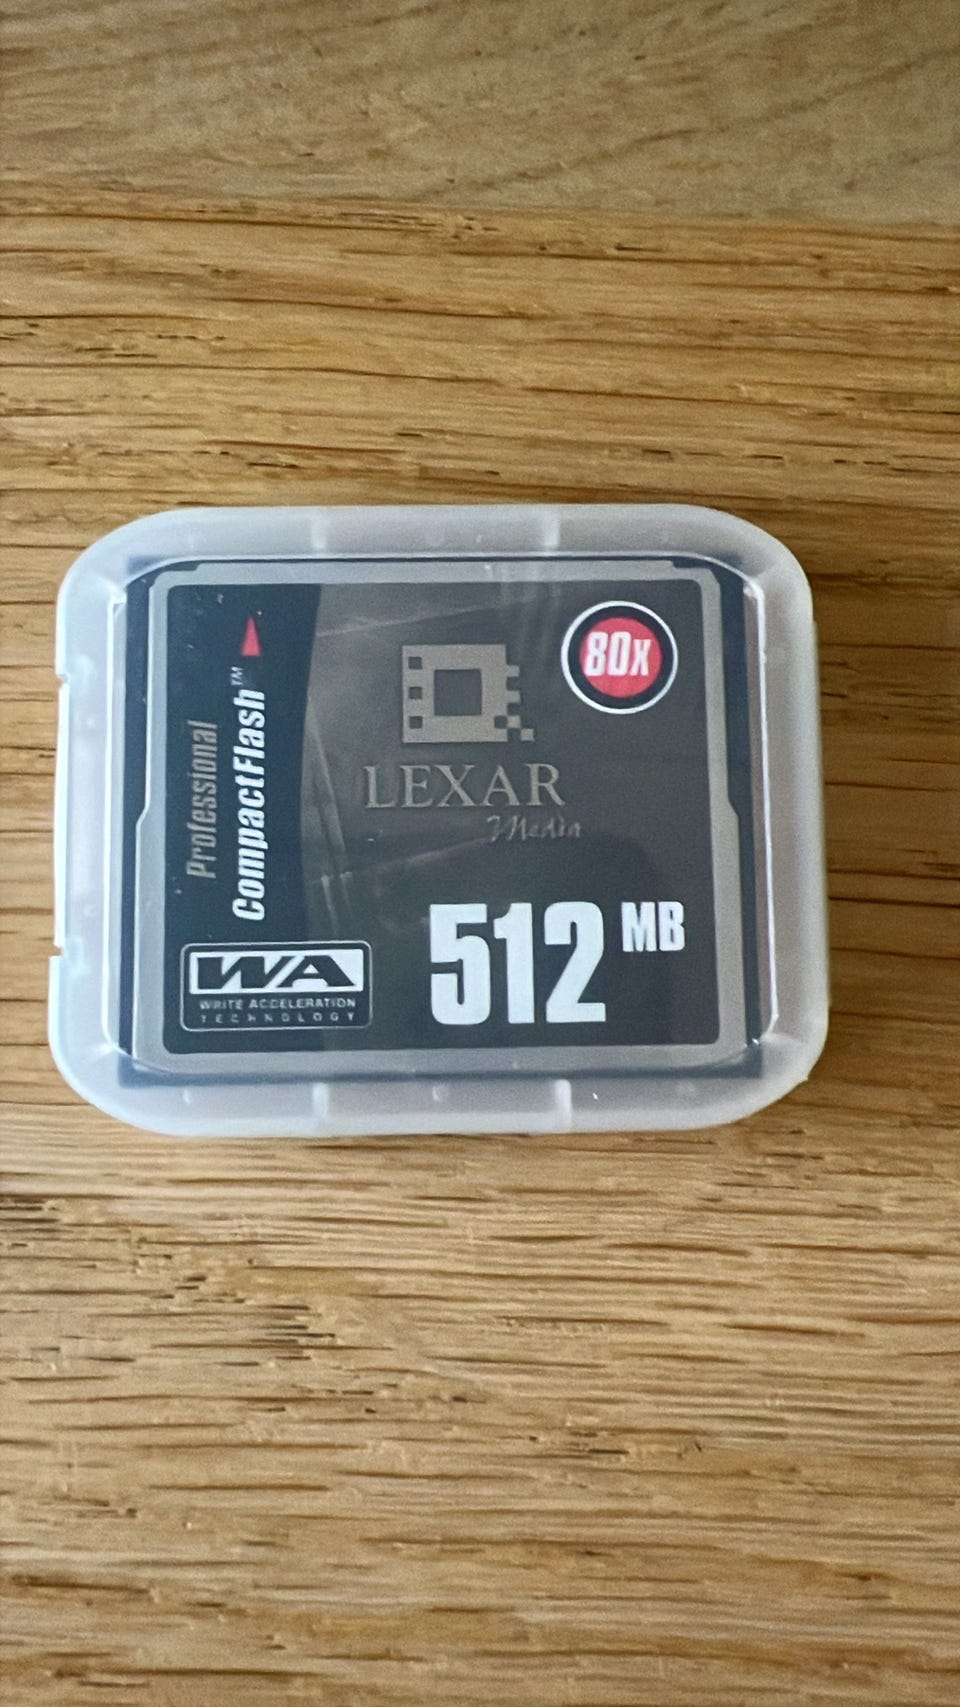 Professional
CompactFlash™
80x
LEXAR
Media
512 MB
WA
WRITE ACCELERATION
TECHNOLOGY